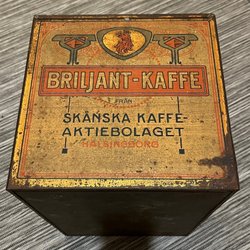 BRILJANT-KAFFE
FRÅN
SKÅNSKA KAFFE-
AKTIEBOLAGET
HÄLSINGBORG